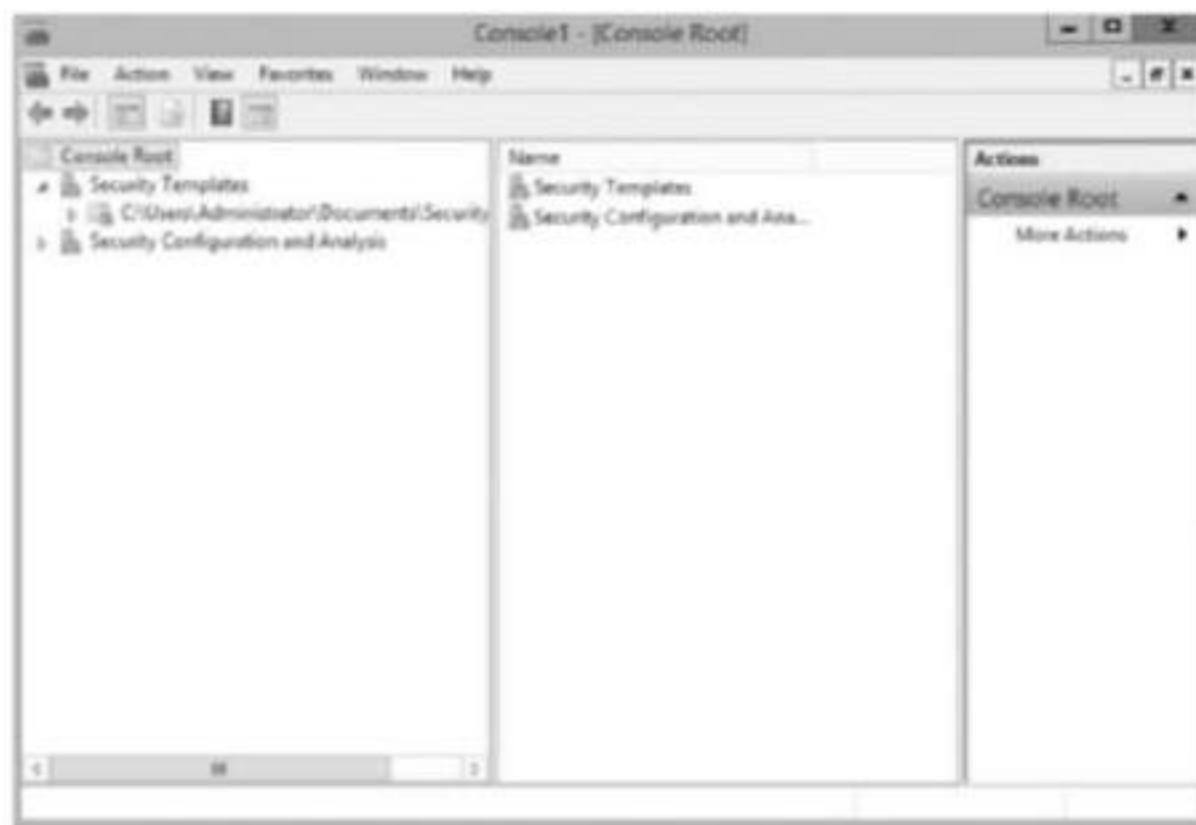 Console1 - [Console Root]
File Action View Favorites Window Help
Console Root
Security Templates
C:\Users\Administrator\Documents\Security
Security Configuration and Analysis
Name
Security Templates
Security Configuration and Ana...
Actions
Console Root
More Actions